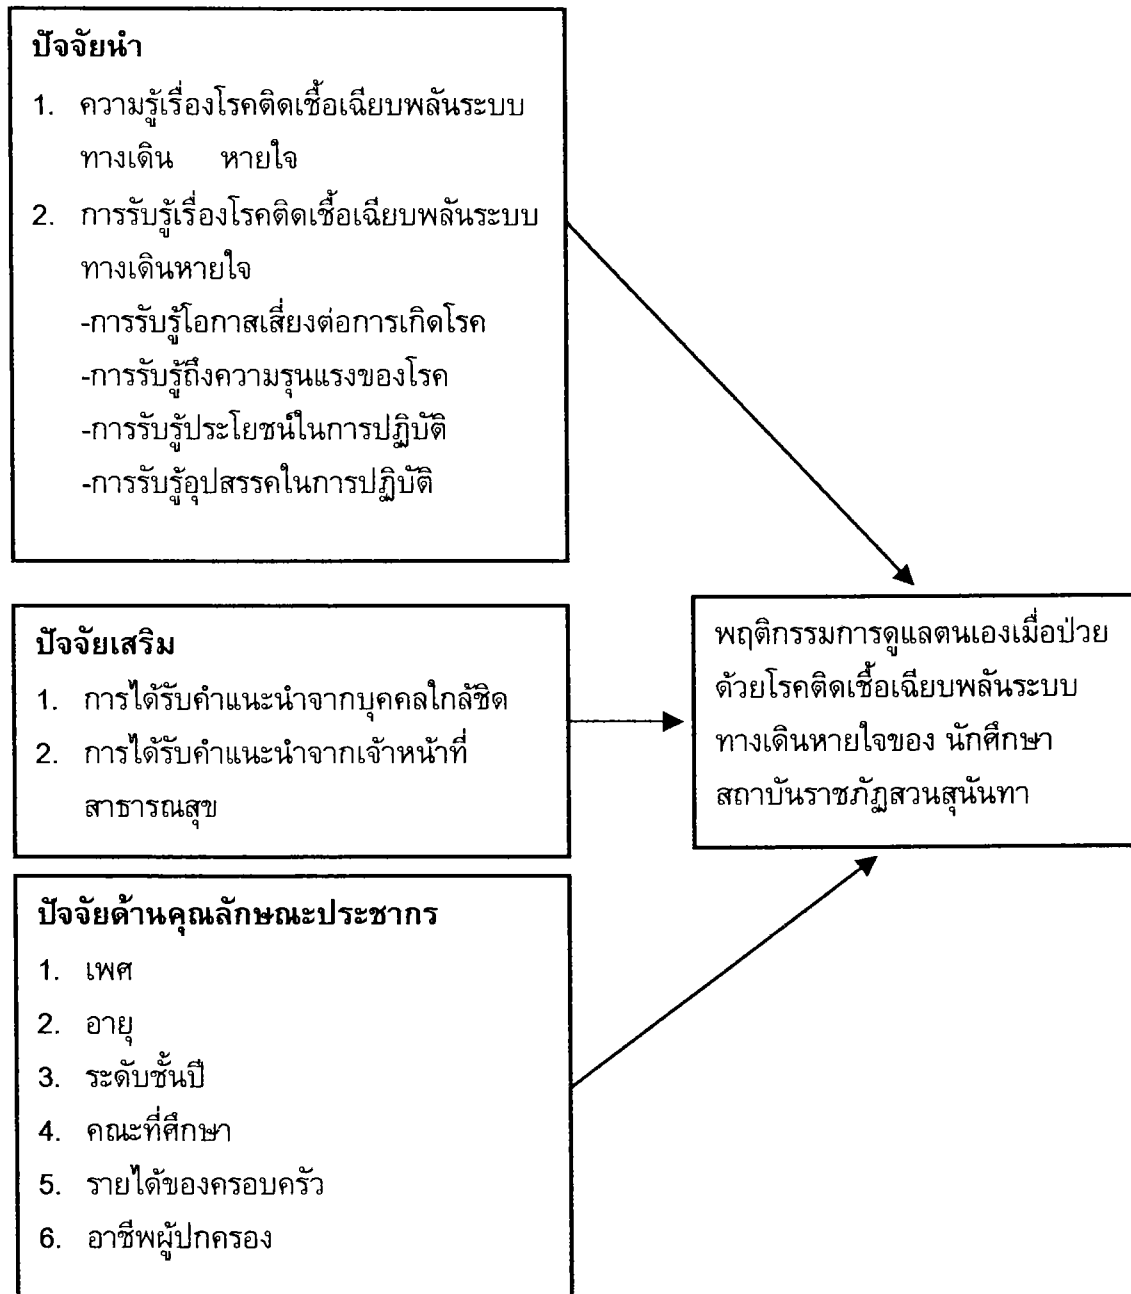 ปัจจัยนำ
1. ความรู้เรื่องโรคติดเชื้อเฉียบพลันระบบ
ทางเดิน หายใจ
2. การรับรู้เรื่องโรคติดเชื้อเฉียบพลันระบบ
ทางเดินหายใจ
-การรับรู้โอกาสเสี่ยงต่อการเกิดโรค
-การรับรู้ถึงความรุนแรงของโรค
-การรับรู้ประโยชน์ในการปฏิบัติ
-การรับรู้อุปสรรคในการปฏิบัติ
ปัจจัยเสริม
1. การได้รับคำแนะนำจากบุคคลใกล้ชิด
2. การได้รับคำแนะนำจากเจ้าหน้าที่
สาธารณสุข
ปัจจัยด้านคุณลักษณะประชากร
1. เพศ
2. อายุ
3. ระดับชั้นปี
4. คณะที่ศึกษา
5. รายได้ของครอบครัว
6. อาชีพผู้ปกครอง
พฤติกรรมการดูแลตนเองเมื่อป่วย
ด้วยโรคติดเชื้อเฉียบพลันระบบ
ทางเดินหายใจของ นักศึกษา
สถาบันราชภัฏสวนสุนันทา